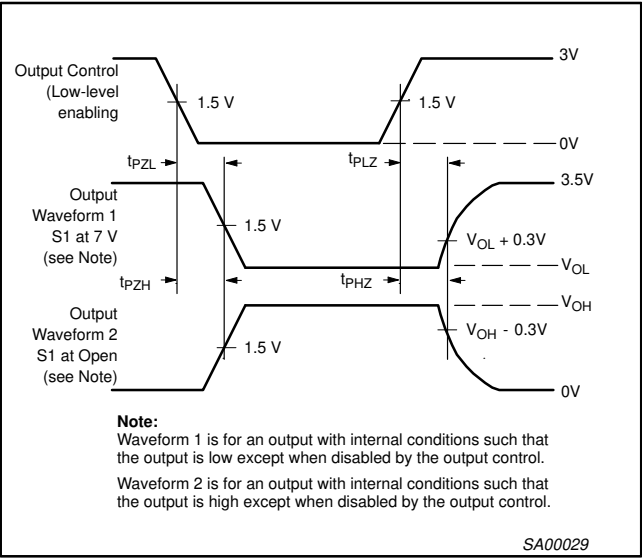 3V
Output Control
(Low-level
enabling
1.5 V
1.5 V
0V
tPZL
tPLZ
3.5V
Output
Waveform 1
S1 at 7 V
(see Note)
1.5 V
VOL + 0.3V
VOL
tPZH
tPHZ
VOH
Output
Waveform 2
S1 at Open
(see Note)
VOH - 0.3V
1.5 V
0V
Note:
Waveform 1 is for an output with internal conditions such that
the output is low except when disabled by the output control.
Waveform 2 is for an output with internal conditions such that
the output is high except when disabled by the output control.
SA00029